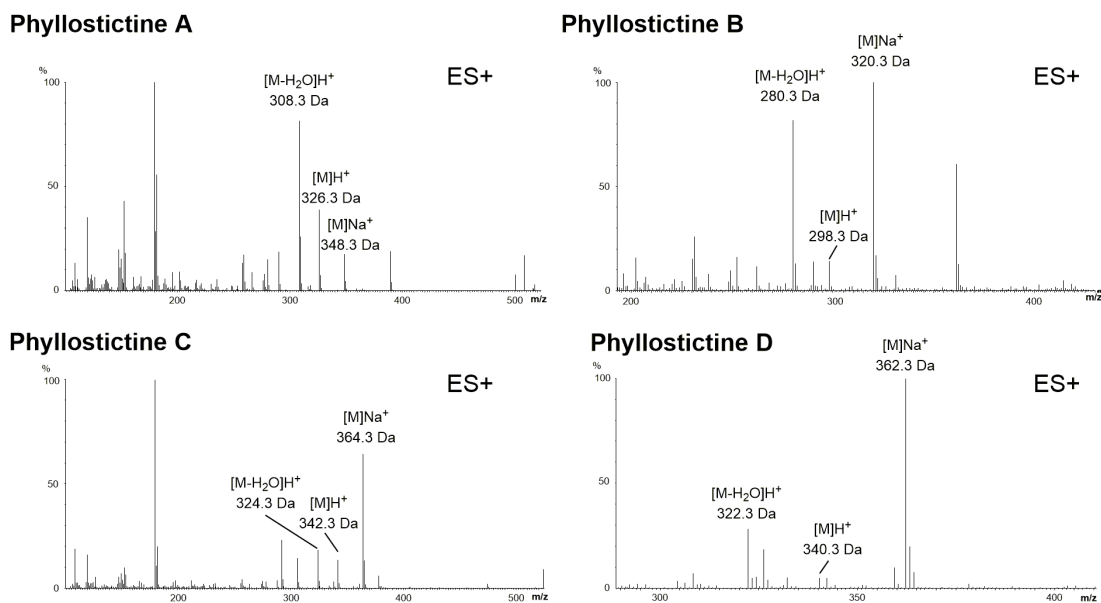 Phyllostictine A
%
100
50
0
200
300
400
500
m/z
ES+
[M-H₂O]H⁺
308.3 Da
[M]H⁺
326.3 Da
[M]Na⁺
348.3 Da
Phyllostictine B
%
100
50
0
200
300
400
m/z
ES+
[M]Na⁺
320.3 Da
[M-H₂O]H⁺
280.3 Da
[M]H⁺
298.3 Da
Phyllostictine C
%
100
50
0
200
300
400
500
m/z
ES+
[M]Na⁺
364.3 Da
[M-H₂O]H⁺
324.3 Da
[M]H⁺
342.3 Da
Phyllostictine D
%
100
50
0
300
350
400
m/z
ES+
[M]Na⁺
362.3 Da
[M-H₂O]H⁺
322.3 Da
[M]H⁺
340.3 Da